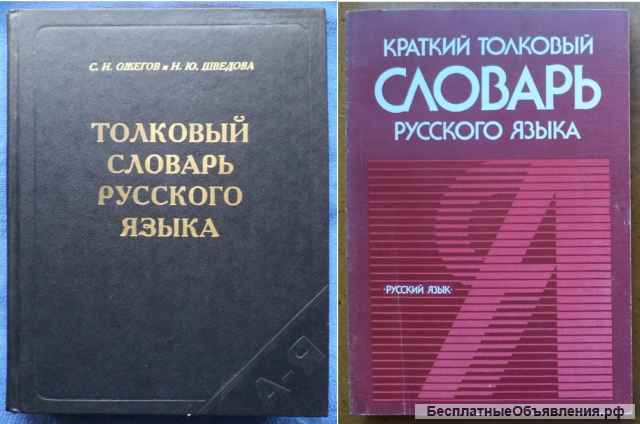 С. Н. ОЖЕГОВ и Н. Ю. ШВЕДОВА
ТОЛКОВЫЙ
СЛОВАРЬ
РУССКОГО
ЯЗЫКА
А-Я
КРАТКИЙ ТОЛКОВЫЙ
СЛОВАРЬ
РУССКОГО ЯЗЫКА
Я
·РУССКИЙ ЯЗЫК·
БесплатныеОбъявления.рф